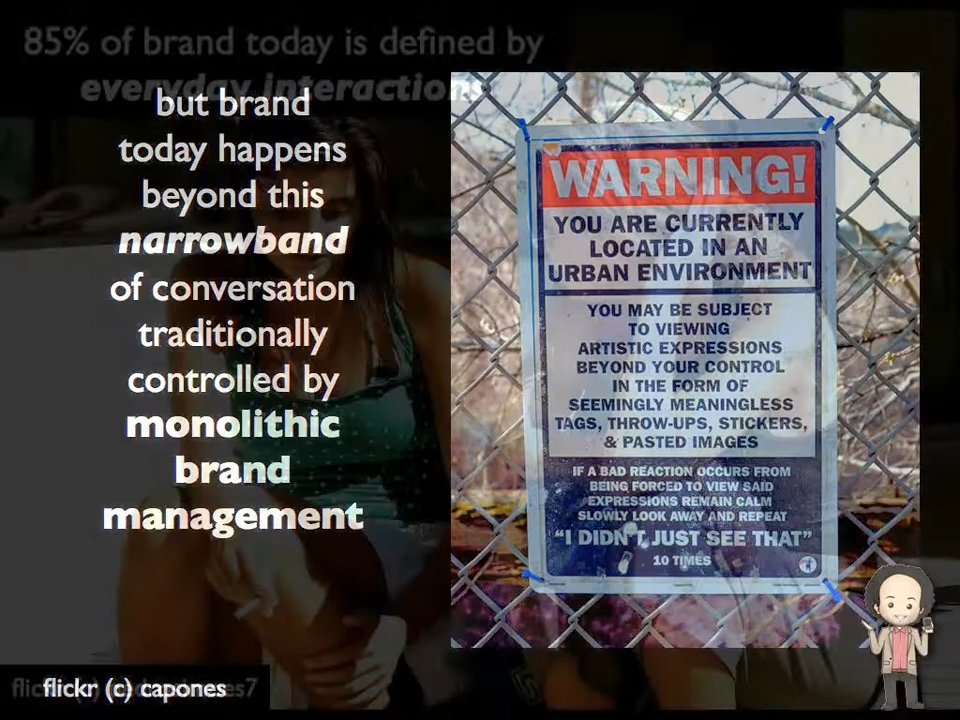 85% of brand today is defined by
everyday interactions
but brand
today happens
beyond this
narrowband
of conversation
traditionally
controlled by
monolithic
brand
management
WARNING!
YOU ARE CURRENTLY
LOCATED IN AN
URBAN ENVIRONMENT
YOU MAY BE SUBJECT
TO VIEWING
ARTISTIC EXPRESSIONS
BEYOND YOUR CONTROL
IN THE FORM OF
SEEMINGLY MEANINGLESS
TAGS, THROW-UPS, STICKERS,
& PASTED IMAGES
IF A BAD REACTION OCCURS FROM
BEING FORCED TO VIEW SAID
EXPRESSIONS REMAIN CALM
SLOWLY LOOK AWAY AND REPEAT
“I DIDN'T JUST SEE THAT”
10 TIMES
flickr (c) capones